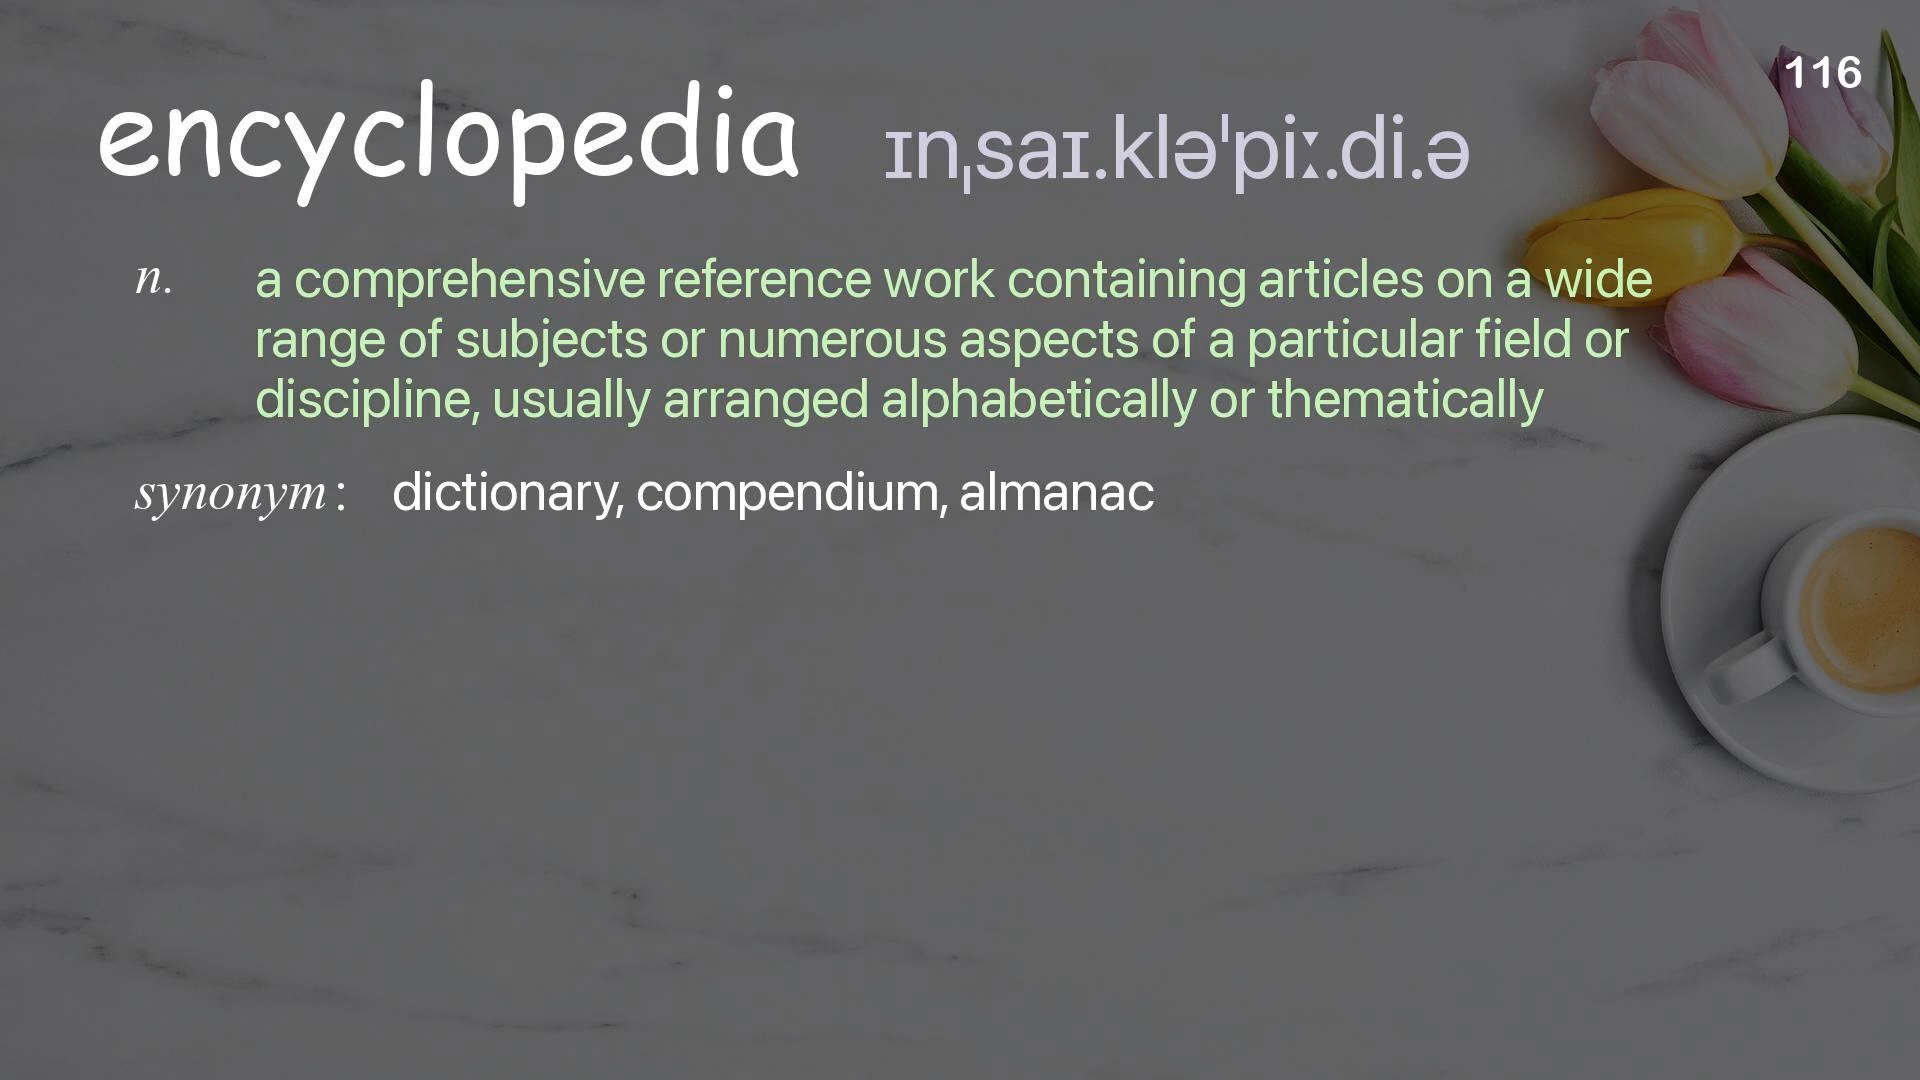 116
encyclopedia ɪnˌsaɪ.kləˈpiː.di.ə
n. a comprehensive reference work containing articles on a wide
range of subjects or numerous aspects of a particular field or
discipline, usually arranged alphabetically or thematically
synonym : dictionary, compendium, almanac